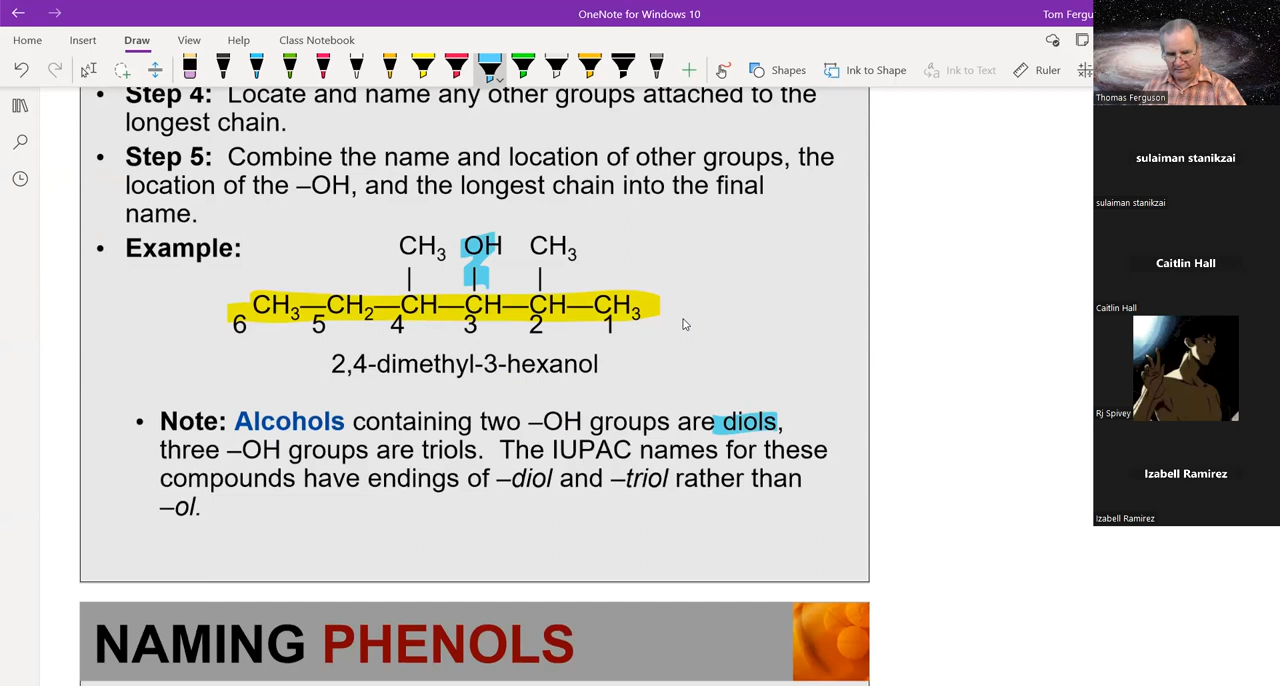 OneNote for Windows 10
Tom Fergu
Home Insert Draw View Help Class Notebook
Shapes Ink to Shape Ink to Text Ruler
• Step 4: Locate and name any other groups attached to the
longest chain.
• Step 5: Combine the name and location of other groups, the
location of the –OH, and the longest chain into the final
name.
• Example:
CH3 OH CH3
| | |
CH3—CH2—CH—CH—CH—CH3
6 5 4 3 2 1
2,4-dimethyl-3-hexanol
• Note: Alcohols containing two –OH groups are diols,
three –OH groups are triols. The IUPAC names for these
compounds have endings of –diol and –triol rather than
–ol.
NAMING PHENOLS
Thomas Ferguson
sulaiman stanikzai
sulaiman stanikzai
Caitlin Hall
Caitlin Hall
Rj Spivey
Izabell Ramirez
Izabell Ramirez